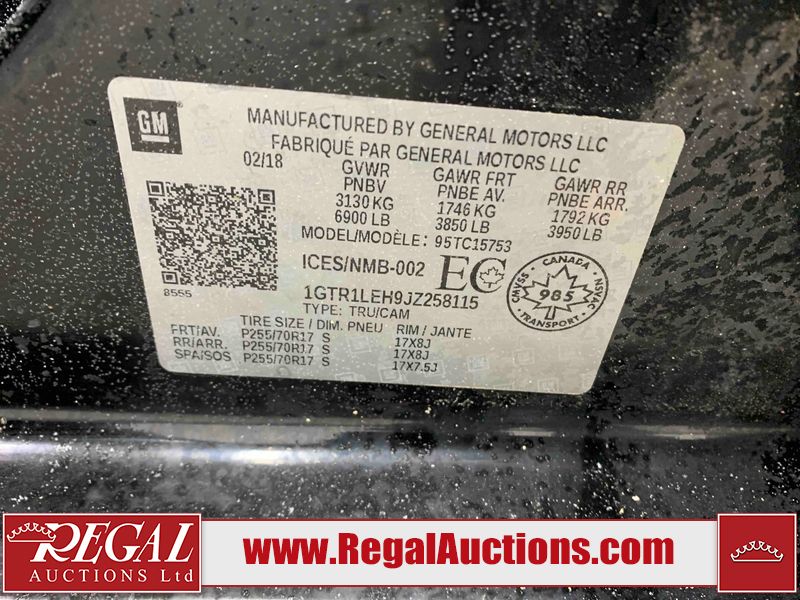 GM
MANUFACTURED BY GENERAL MOTORS LLC
FABRIQUÉ PAR GENERAL MOTORS LLC
02/18 GVWR GAWR FRT GAWR RR
PNBV PNBE AV. PNBE ARR.
3130 KG 1746 KG 1792 KG
6900 LB 3850 LB 3950 LB
MODEL/MODÈLE: 95TC15753
ICES/NMB-002 EC
CANADA CMVSS 985 NSVAC TRANSPORT
8555
1GTR1LEH9JZ258115
TYPE: TRU/CAM
TIRE SIZE / DIM. PNEU RIM / JANTE
FRT/AV. P255/70R17 S 17X8J
RR/ARR. P255/70R17 S 17X8J
SPA/SOS P255/70R17 S 17X7.5J
REGAL
AUCTIONS Ltd
www.RegalAuctions.com